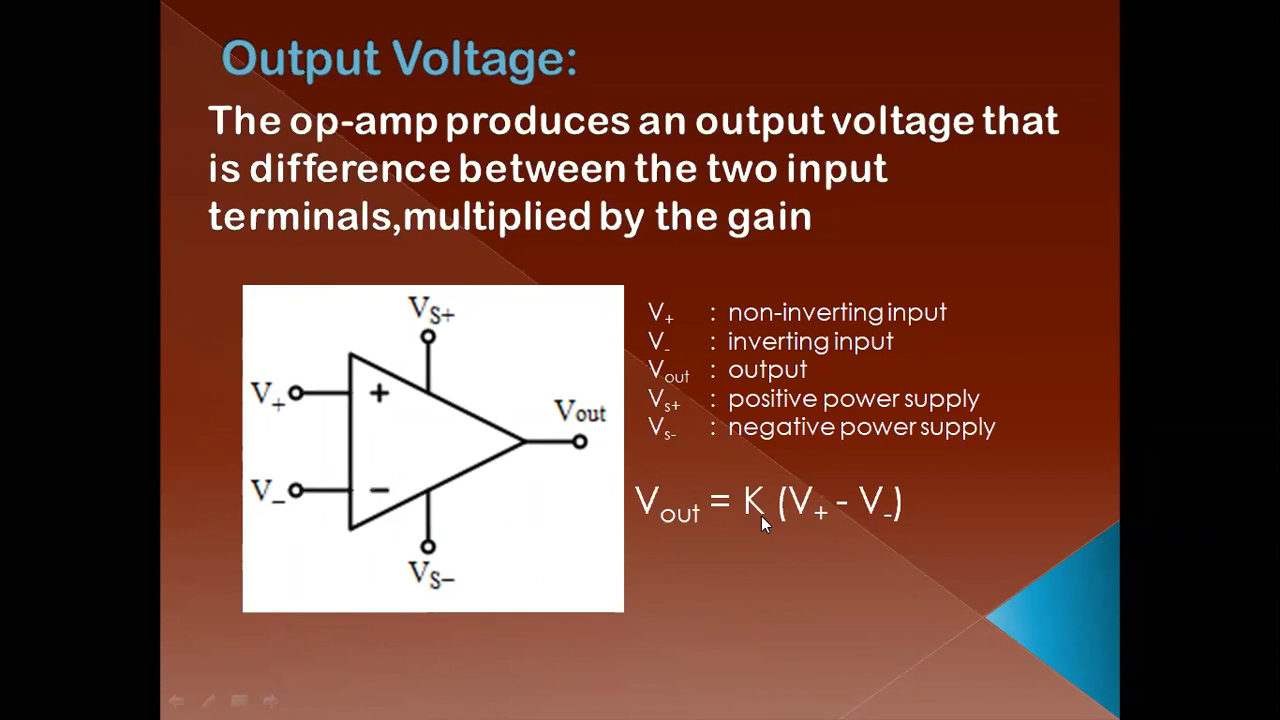 Output Voltage:
The op-amp produces an output voltage that
is difference between the two input
terminals,multiplied by the gain
V+ : non-inverting input
V- : inverting input
Vout : output
Vs+ : positive power supply
Vs- : negative power supply
Vout = K (V+ - V-)
VS+
V+
+
Vout
V−
−
VS−